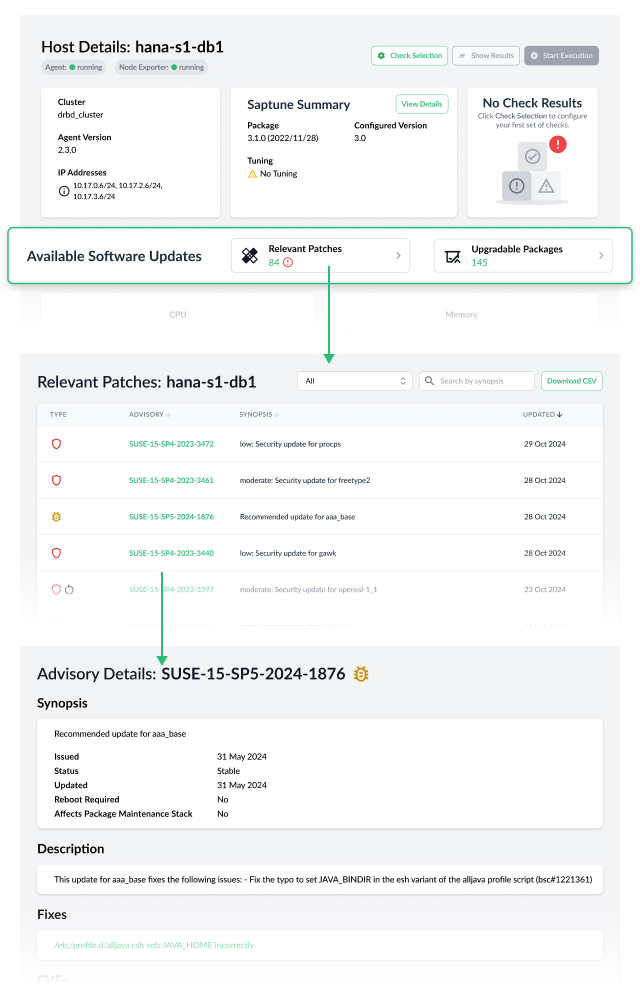 Host Details: hana-s1-db1
Check Selection
Show Results
Start Execution
Agent: running
Node Exporter: running
Cluster
drbd_cluster
Agent Version
2.3.0
IP Addresses
10.17.0.6/24, 10.17.2.6/24,
10.17.3.6/24
Saptune Summary
View Details
Package
3.1.0 (2022/11/28)
Configured Version
3.0
Tuning
No Tuning
No Check Results
Click Check Selection to configure
your first set of checks.
Available Software Updates
Relevant Patches
84
Upgradable Packages
145
CPU
Memory
Relevant Patches: hana-s1-db1
All
Search by synopsis
Download CSV
TYPE ADVISORY SYNOPSIS UPDATED
SUSE-15-SP4-2023-3472 low: Security update for procps 29 Oct 2024
SUSE-15-SP4-2023-3461 moderate: Security update for freetype2 28 Oct 2024
SUSE-15-SP5-2024-1876 Recommended update for aaa_base 28 Oct 2024
SUSE-15-SP4-2023-3440 low: Security update for gawk 28 Oct 2024
SUSE-15-SP4-2023-3397 moderate: Security update for openssl-1_1 23 Oct 2024
Advisory Details: SUSE-15-SP5-2024-1876
Synopsis
Recommended update for aaa_base
Issued 31 May 2024
Status Stable
Updated 31 May 2024
Reboot Required No
Affects Package Maintenance Stack No
Description
This update for aaa_base fixes the following issues: - Fix the typo to set JAVA_BINDIR in the esh variant of the alljava profile script (bsc#1221361)
Fixes
/etc/profile.d/alljava.csh sets JAVA_HOME incorrectly
CVEs